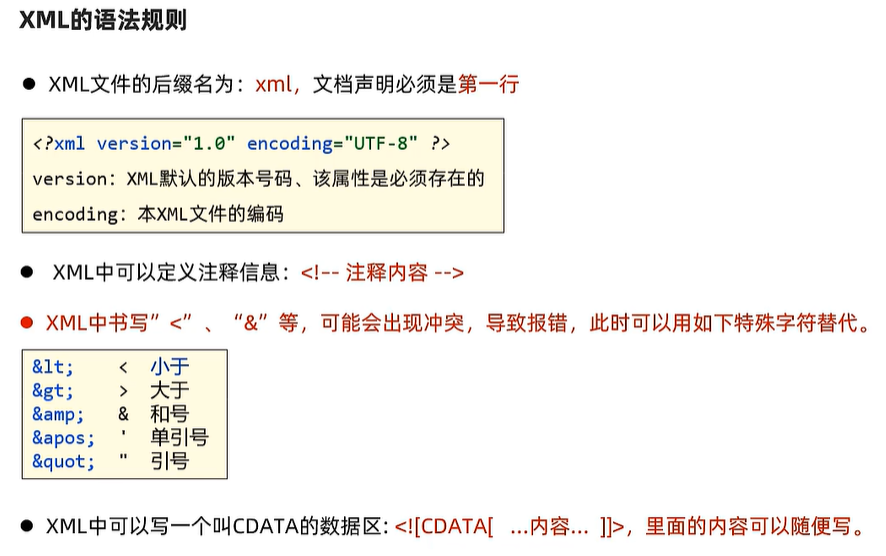 XML的语法规则
● XML文件的后缀名为：xml，文档声明必须是第一行
<?xml version="1.0" encoding="UTF-8" ?>
version：XML默认的版本号码、该属性是必须存在的
encoding：本XML文件的编码
● XML中可以定义注释信息：<!-- 注释内容 -->
● XML中书写”<”、“&”等，可能会出现冲突，导致报错，此时可以用如下特殊字符替代。
&lt; < 小于
&gt; > 大于
&amp; & 和号
&apos; ' 单引号
&quot; " 引号
● XML中可以写一个叫CDATA的数据区: <![CDATA[ ...内容... ]]>，里面的内容可以随便写。